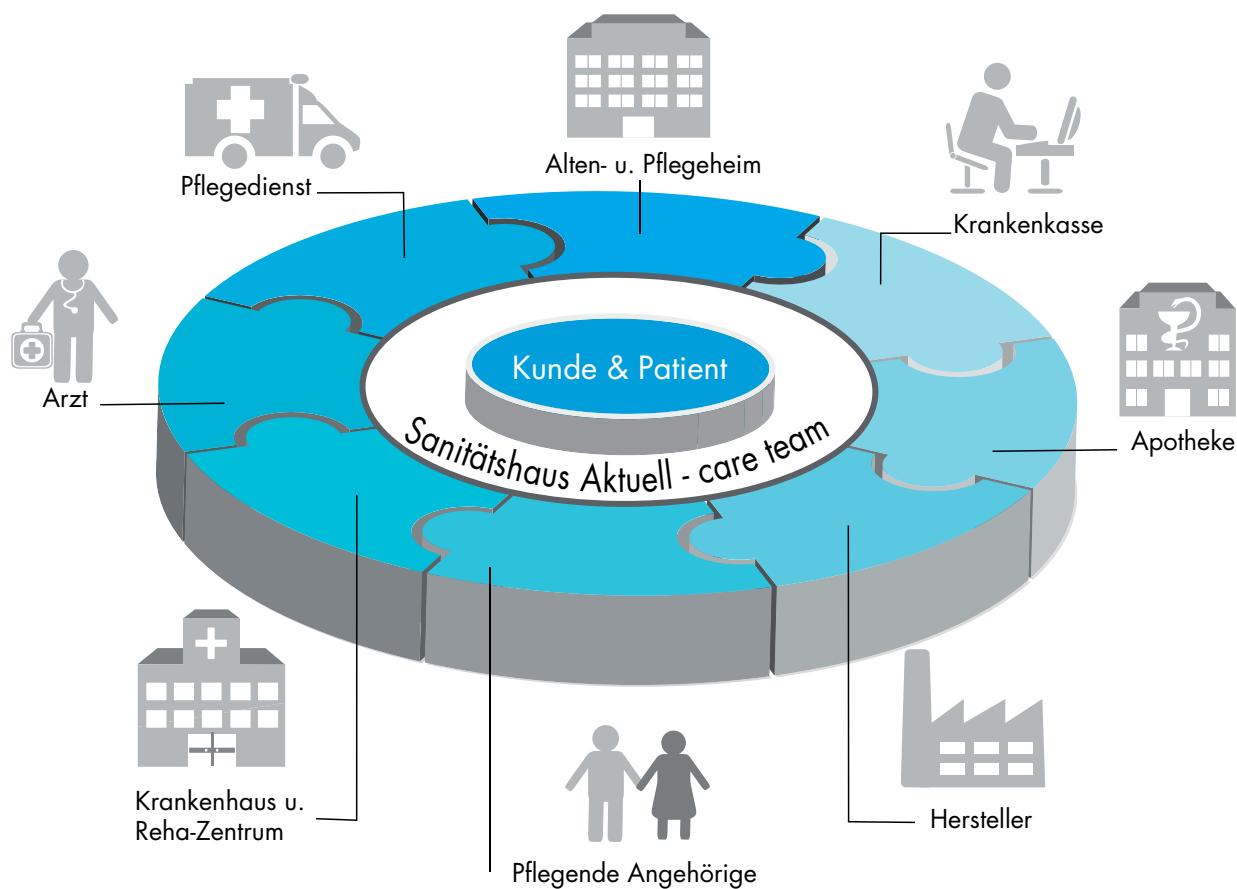 Alten- u. Pflegeheim
Pflegedienst
Krankenkasse
Kunde & Patient
Arzt
Sanitätshaus Aktuell - care team
Apotheke
Krankenhaus u.
Reha-Zentrum
Hersteller
Pflegende Angehörige